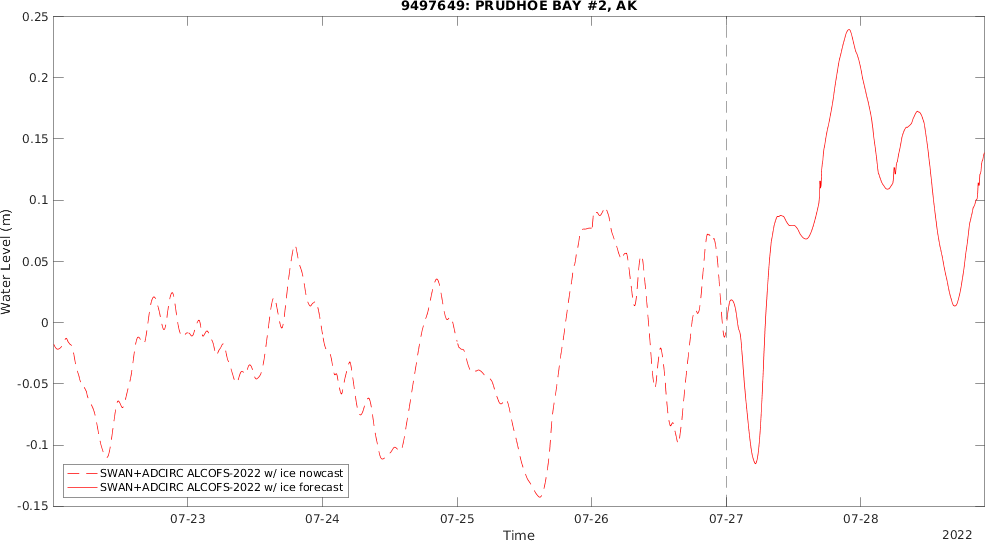 9497649: PRUDHOE BAY #2, AK
0.25
0.2
0.15
0.1
0.05
0
-0.05
-0.1
-0.15
Water Level (m)
SWAN+ADCIRC ALCOFS-2022 w/ ice nowcast
SWAN+ADCIRC ALCOFS-2022 w/ ice forecast
07-23 07-24 07-25 07-26 07-27 07-28
Time
2022